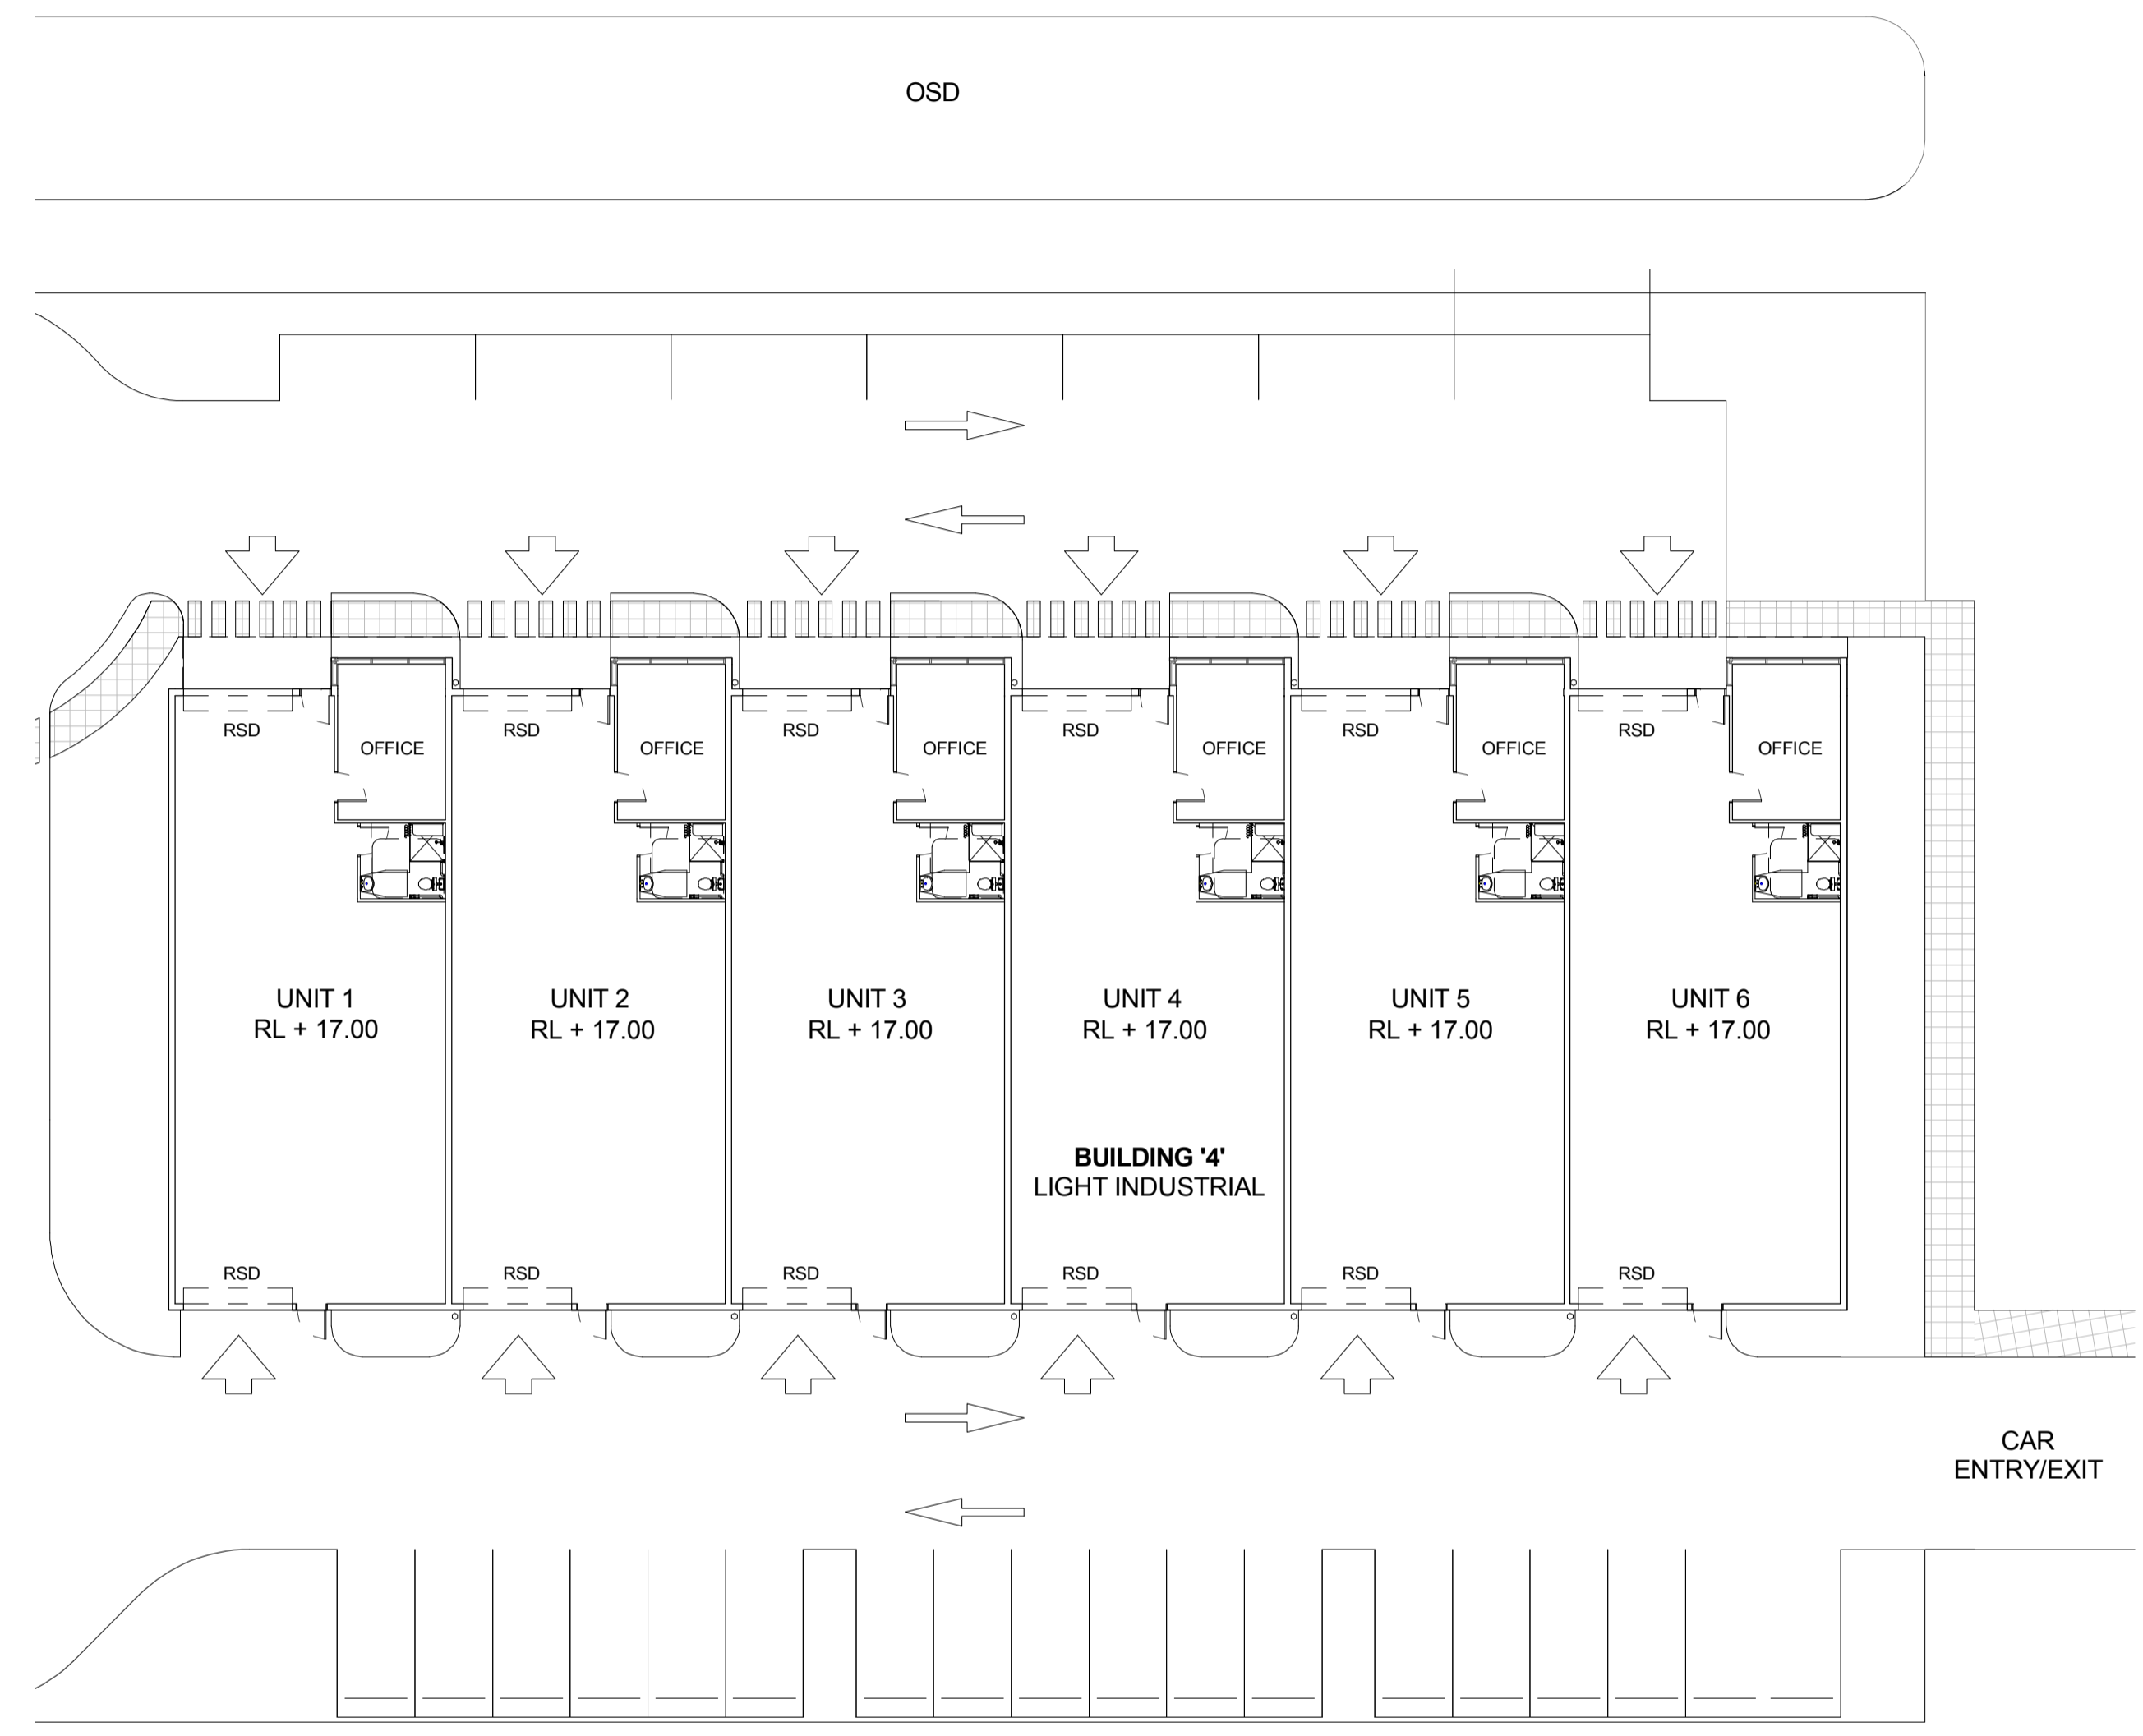 OSD
RSD
RSD
RSD
RSD
RSD
RSD
OFFICE
OFFICE
OFFICE
OFFICE
OFFICE
OFFICE
UNIT 1
RL + 17.00
UNIT 2
RL + 17.00
UNIT 3
RL + 17.00
UNIT 4
RL + 17.00
UNIT 5
RL + 17.00
UNIT 6
RL + 17.00
BUILDING '4'
LIGHT INDUSTRIAL
RSD
RSD
RSD
RSD
RSD
RSD
CAR
ENTRY/EXIT